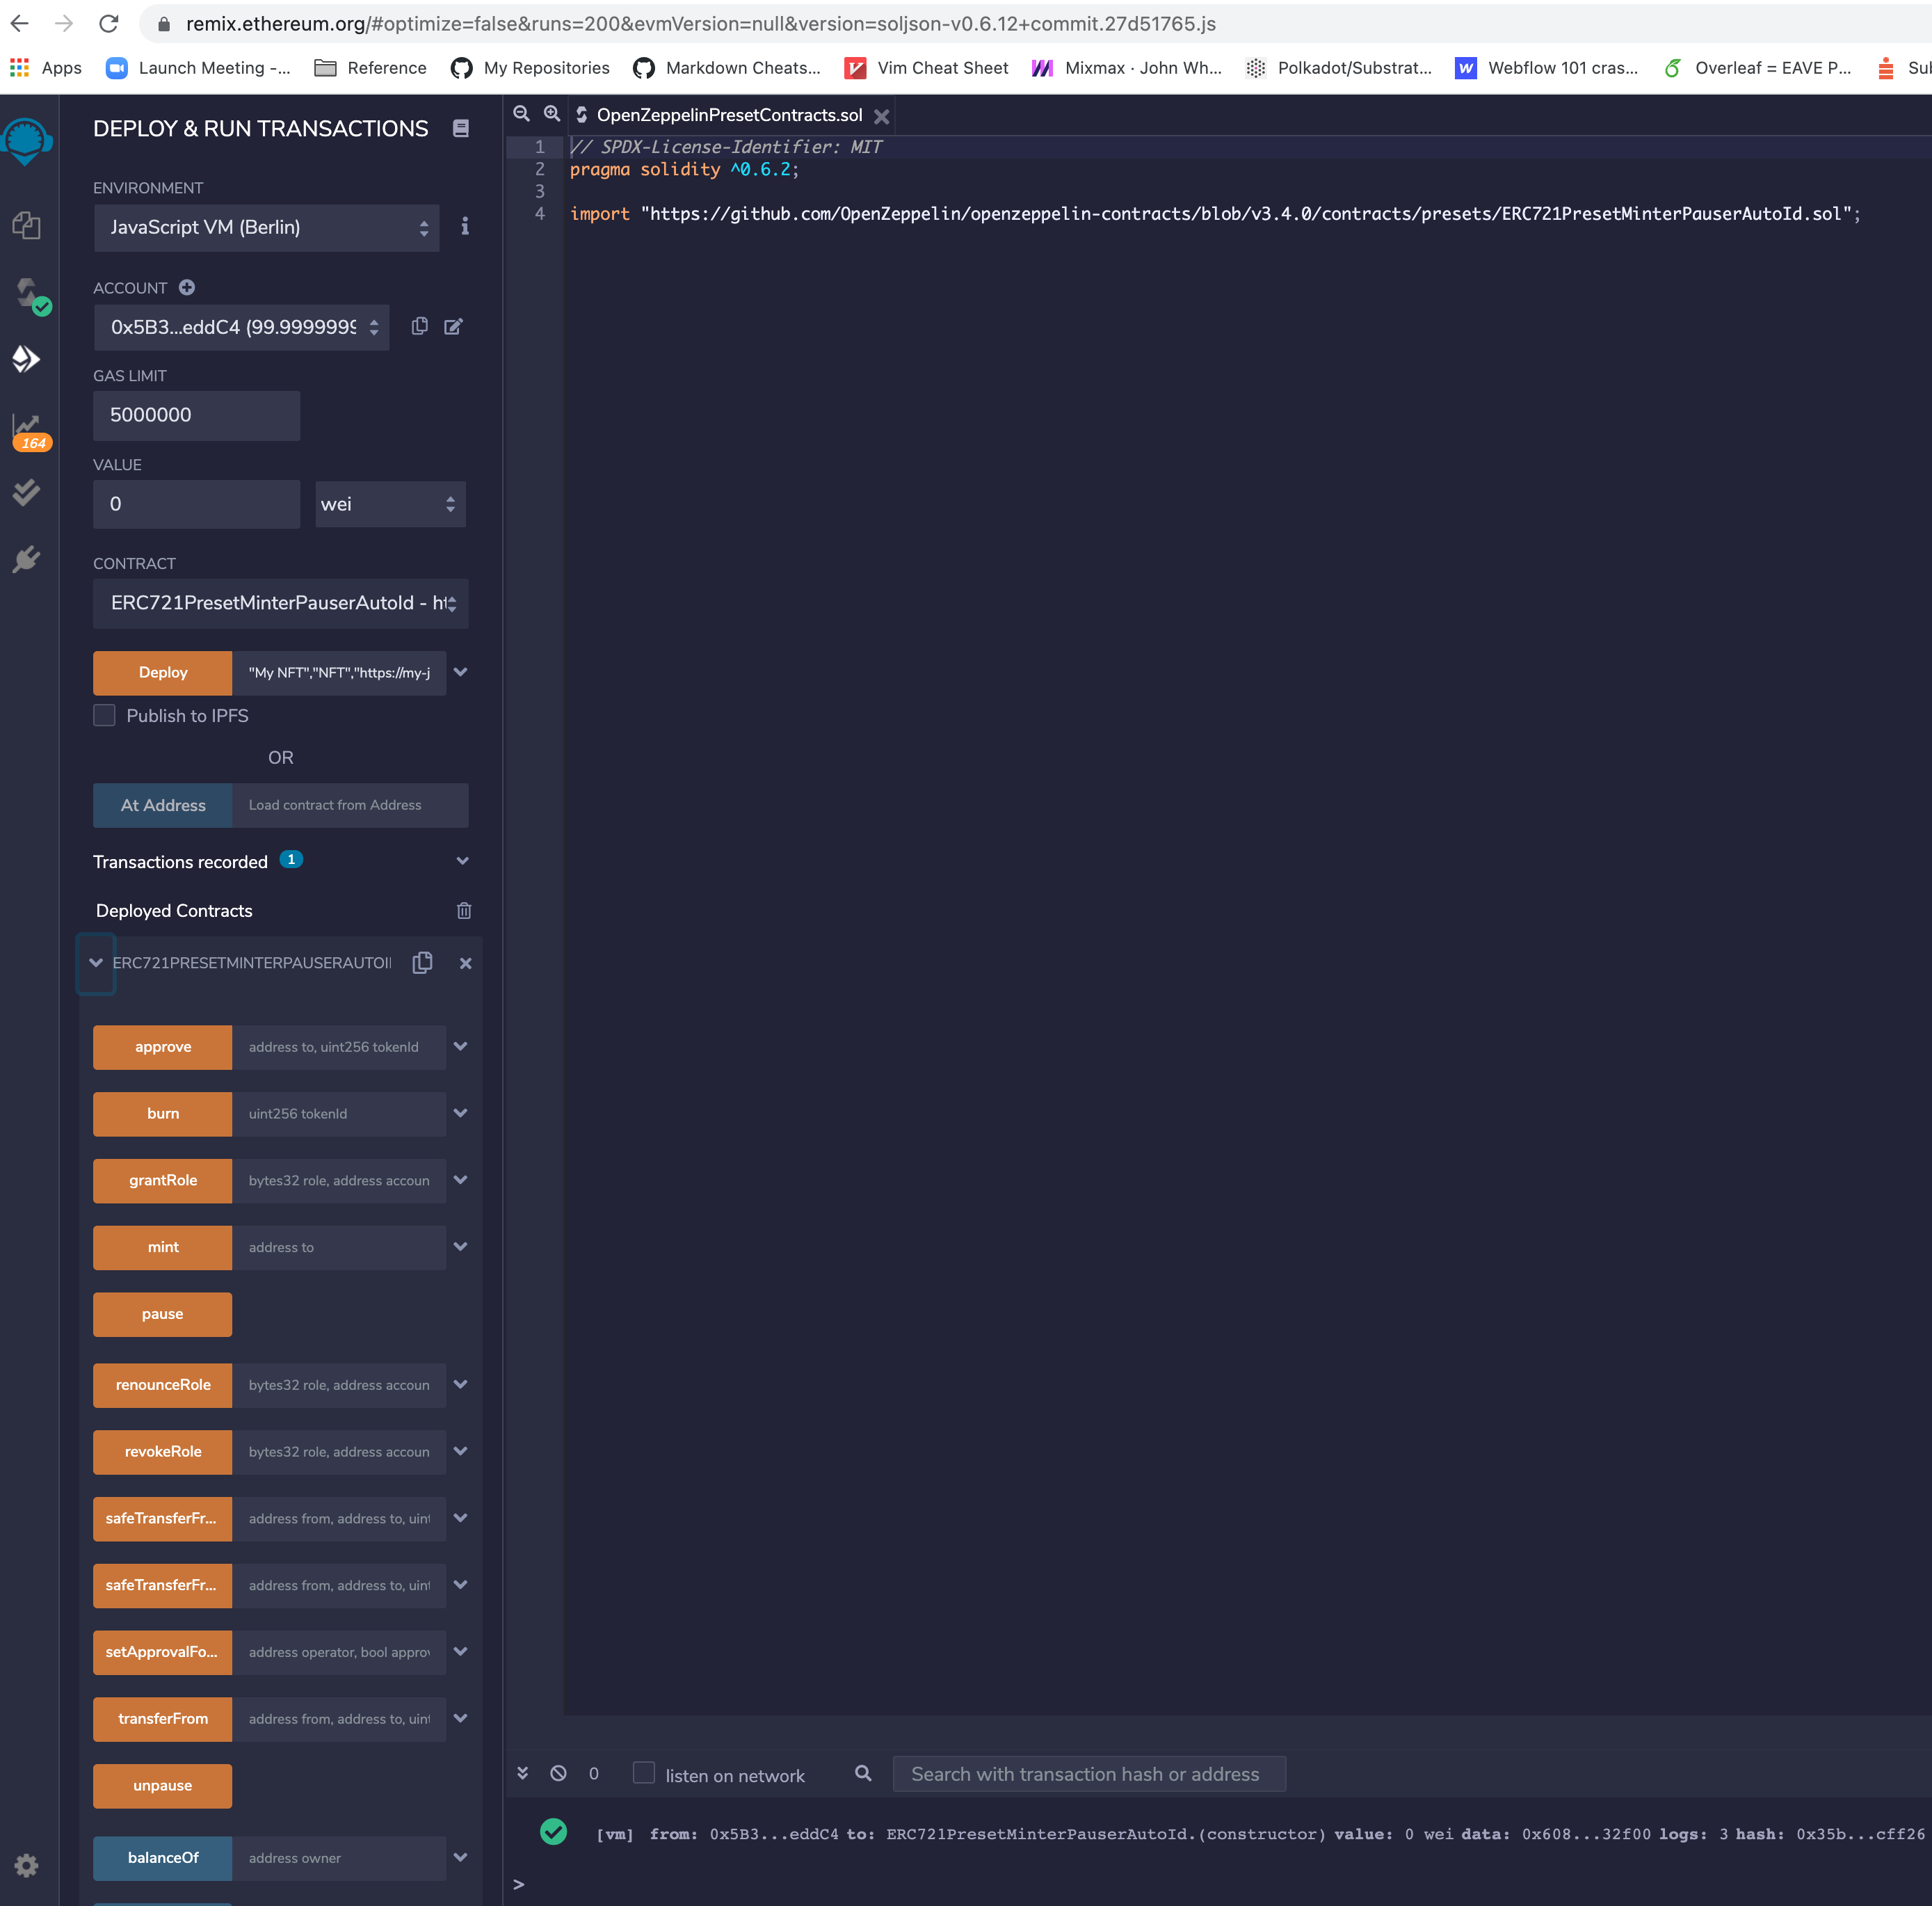 remix.ethereum.org/#optimize=false&runs=200&evmVersion=null&version=soljson-v0.6.12+commit.27d51765.js
Apps Launch Meeting -... Reference My Repositories Markdown Cheats... Vim Cheat Sheet Mixmax · John Wh... Polkadot/Substrat... Webflow 101 cras... Overleaf = EAVE P... Sul
DEPLOY & RUN TRANSACTIONS
ENVIRONMENT
JavaScript VM (Berlin)
ACCOUNT
0x5B3...eddC4 (99.9999999
GAS LIMIT
5000000
164
VALUE
0
wei
CONTRACT
ERC721PresetMinterPauserAutoId - ht
Deploy "My NFT","NFT","https://my-j
Publish to IPFS
OR
At Address Load contract from Address
Transactions recorded 1
Deployed Contracts
ERC721PRESETMINTERPAUSERAUTOII
approve address to, uint256 tokenId
burn uint256 tokenId
grantRole bytes32 role, address accoun
mint address to
pause
renounceRole bytes32 role, address accoun
revokeRole bytes32 role, address accoun
safeTransferFr... address from, address to, uint
safeTransferFr... address from, address to, uint
setApprovalFo... address operator, bool approv
transferFrom address from, address to, uint
unpause
balanceOf address owner
OpenZeppelinPresetContracts.sol
1 // SPDX-License-Identifier: MIT
2 pragma solidity ^0.6.2;
3
4 import "https://github.com/OpenZeppelin/openzeppelin-contracts/blob/v3.4.0/contracts/presets/ERC721PresetMinterPauserAutoId.sol";
0 listen on network Search with transaction hash or address
[vm] from: 0x5B3...eddC4 to: ERC721PresetMinterPauserAutoId.(constructor) value: 0 wei data: 0x608...32f00 logs: 3 hash: 0x35b...cff26
>